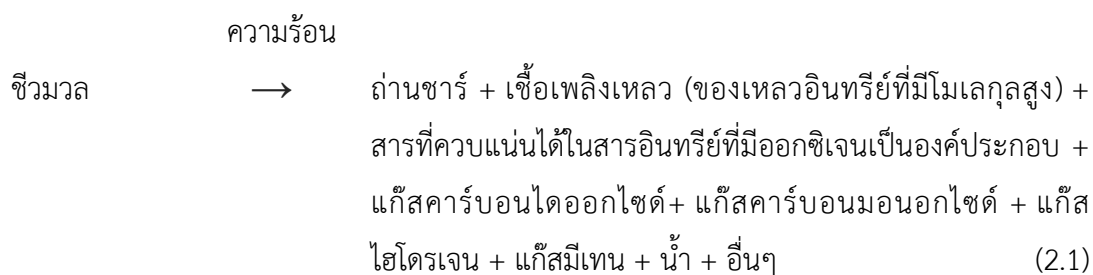 ความร้อน
ชีวมวล → ถ่านชาร์ + เชื้อเพลิงเหลว (ของเหลวอินทรีย์ที่มีโมเลกุลสูง) +
สารที่ควบแน่นได้ในสารอินทรีย์ที่มีออกซิเจนเป็นองค์ประกอบ +
แก๊สคาร์บอนไดออกไซด์+ แก๊สคาร์บอนมอนอกไซด์ + แก๊ส
ไฮโดรเจน + แก๊สมีเทน + น้ำ + อื่นๆ (2.1)